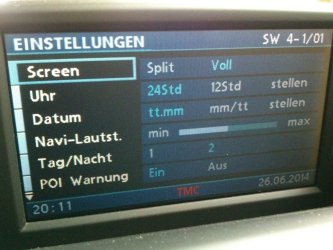 EINSTELLUNGEN SW 4-1/01
Screen Split Voll
Uhr 24Std 12Std stellen
Datum tt.mm mm/tt stellen
Navi-Lautst. min max
Tag/Nacht 1 2
POI Warnung Ein Aus
TMC 26.06.2014
20:11